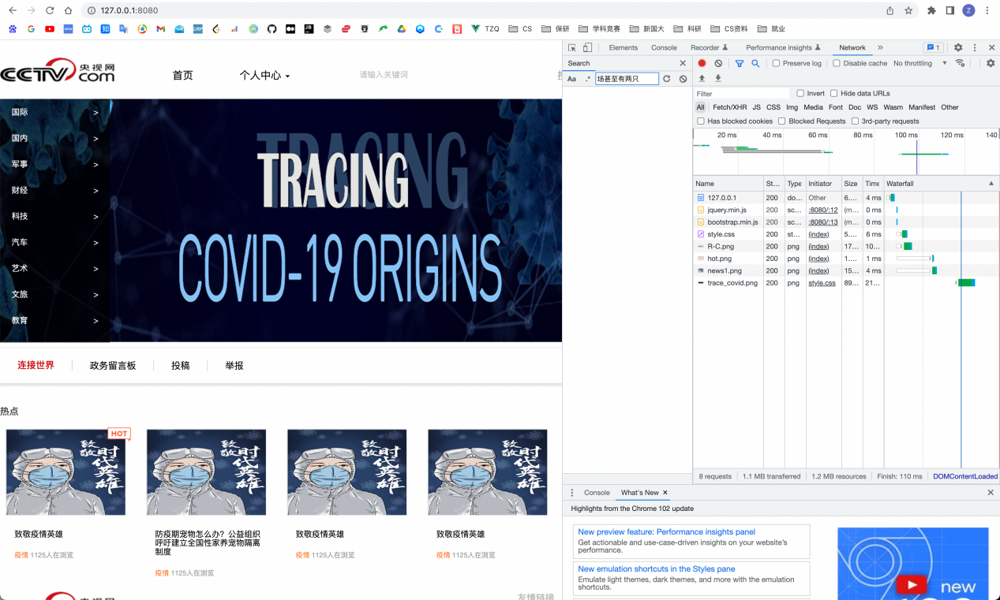 127.0.0.1:8080
TZQ
CS
保研
学科竞赛
新国大
科研
CS资料
就业
CCTV 央视网
com
首页
个人中心
请输入关键词
国际 >
国内 >
军事 >
财经 >
科技 >
汽车 >
艺术 >
文旅 >
教育 >
TRACING
TRACING
COVID-19 ORIGINS
连接世界
政务留言板
投稿
举报
热点
HOT
致敬时代英雄
致敬时代英雄
致敬时代英雄
致敬时代英雄
致敬疫情英雄
疫情 1125人在浏览
防疫期宠物怎么办？公益组织
呼吁建立全国性家养宠物隔离
制度
疫情 1125人在浏览
致敬疫情英雄
疫情 1125人在浏览
致敬疫情英雄
疫情 1125人在浏览
友情链接
Elements Console Recorder Performance insights Network » 1
Search
Aa .* 场甚至有两只
Preserve log Disable cache No throttling
Filter Invert Hide data URLs
All Fetch/XHR JS CSS Img Media Font Doc WS Wasm Manifest Other
Has blocked cookies Blocked Requests 3rd-party requests
20 ms 40 ms 60 ms 80 ms 100 ms 120 ms 140
Name St... Type Initiator Size Time Waterfall
127.0.0.1 200 do... Other 6.... 4 ms
jquery.min.js 200 sc... :8080/:12 (m... 0 ms
bootstrap.min.js 200 sc... :8080/:13 (m... 0 ms
style.css 200 st... (index) 5.... 6 ms
R-C.png 200 png (index) 17... 10...
hot.png 200 png (index) 1.... 1 ms
news1.png 200 png (index) 15... 4 ms
trace_covid.png 200 png style.css 89... 21...
8 requests 1.1 MB transferred 1.2 MB resources Finish: 110 ms DOMContentLoaded
Console What's New ×
Highlights from the Chrome 102 update
New preview feature: Performance insights panel
Get actionable and use-case-driven insights on your website's
performance.
New emulation shortcuts in the Styles pane
Emulate light themes, dark themes, and more with the emulation
shortcuts.
new